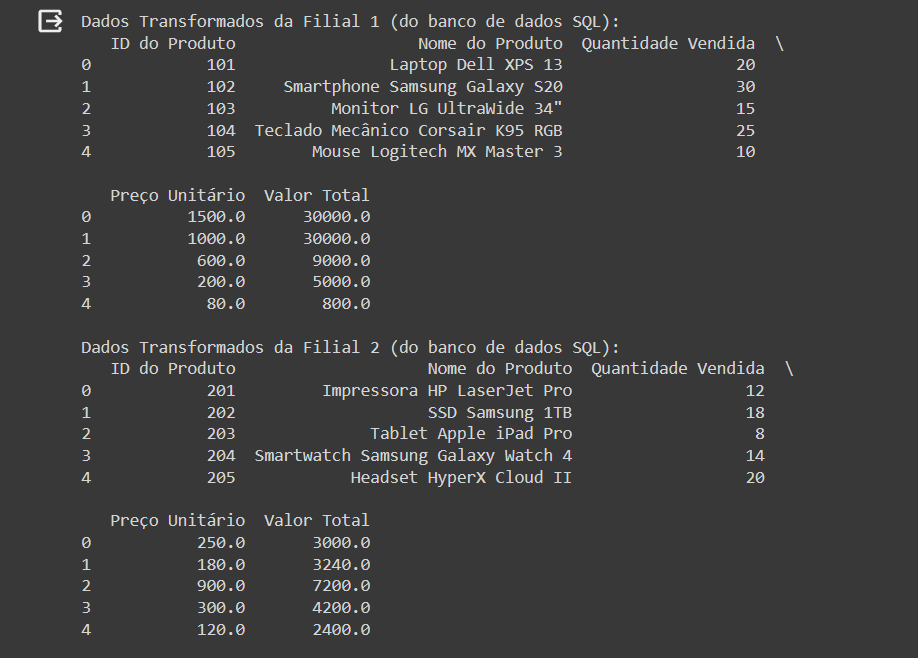 Dados Transformados da Filial 1 (do banco de dados SQL):
   ID do Produto                   Nome do Produto  Quantidade Vendida  \
0            101                Laptop Dell XPS 13                  20
1            102     Smartphone Samsung Galaxy S20                  30
2            103          Monitor LG UltraWide 34"                  15
3            104  Teclado Mecânico Corsair K95 RGB                  25
4            105        Mouse Logitech MX Master 3                  10

   Preço Unitário  Valor Total
0          1500.0      30000.0
1          1000.0      30000.0
2           600.0       9000.0
3           200.0       5000.0
4            80.0        800.0

Dados Transformados da Filial 2 (do banco de dados SQL):
   ID do Produto                    Nome do Produto  Quantidade Vendida  \
0            201         Impressora HP LaserJet Pro                  12
1            202                    SSD Samsung 1TB                  18
2            203              Tablet Apple iPad Pro                   8
3            204  Smartwatch Samsung Galaxy Watch 4                  14
4            205            Headset HyperX Cloud II                  20

   Preço Unitário  Valor Total
0           250.0       3000.0
1           180.0       3240.0
2           900.0       7200.0
3           300.0       4200.0
4           120.0       2400.0